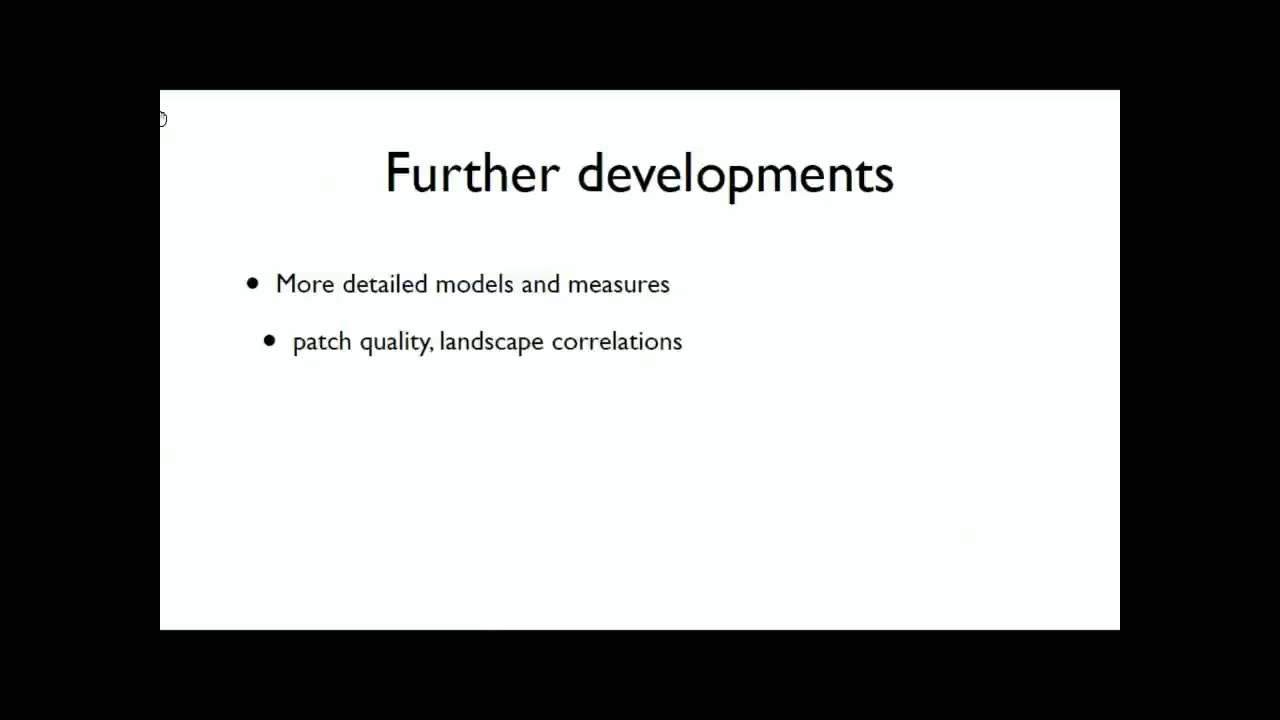 Further developments
• More detailed models and measures
• patch quality, landscape correlations